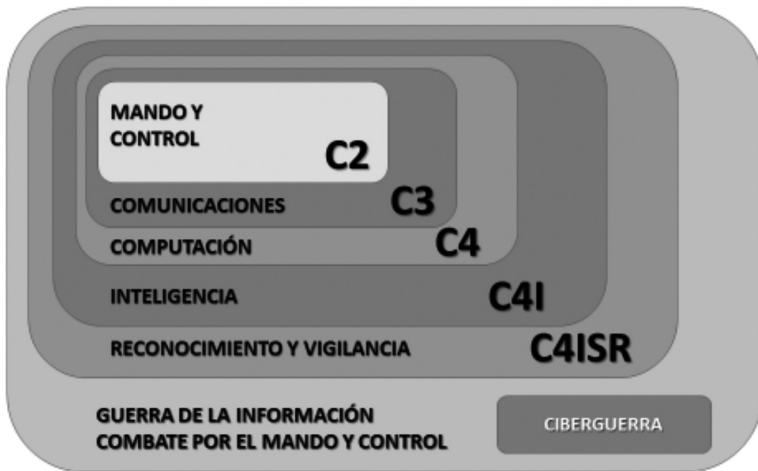 MANDO Y
CONTROL
C2
COMUNICACIONES C3
COMPUTACIÓN C4
INTELIGENCIA C4I
RECONOCIMIENTO Y VIGILANCIA C4ISR
GUERRA DE LA INFORMACIÓN
COMBATE POR EL MANDO Y CONTROL
CIBERGUERRA